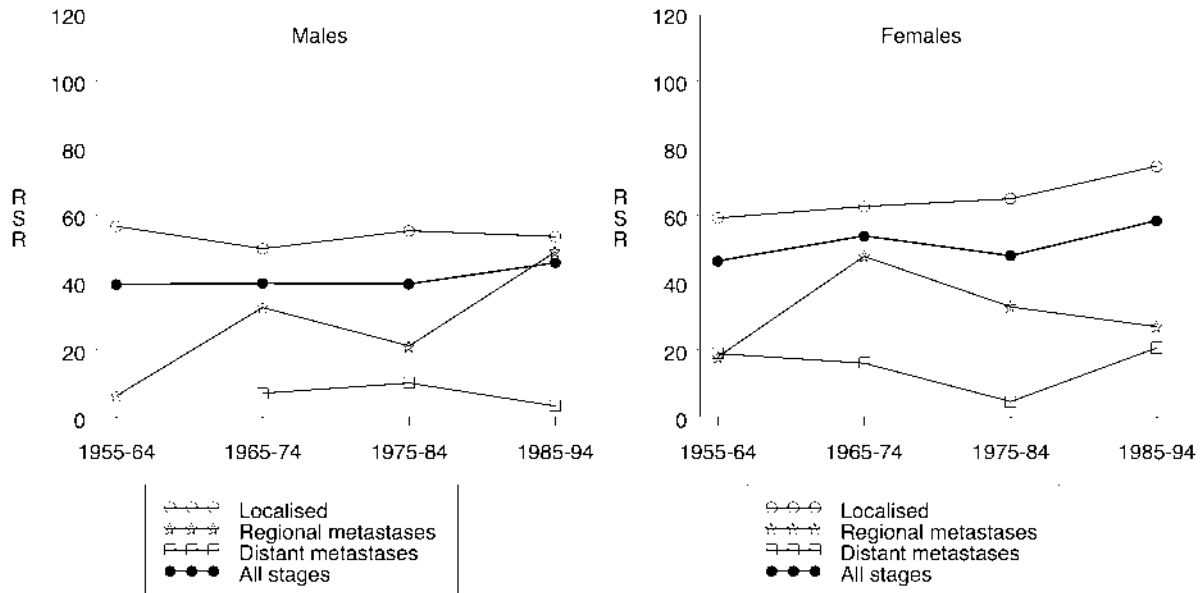 Males
120
100
80
60
40
20
0
R
S
R
1955-64 1965-74 1975-84 1985-94
Localised
Regional metastases
Distant metastases
All stages
Females
120
100
80
60
40
20
0
R
S
R
1955-64 1965-74 1975-84 1985-94
Localised
Regional metastases
Distant metastases
All stages